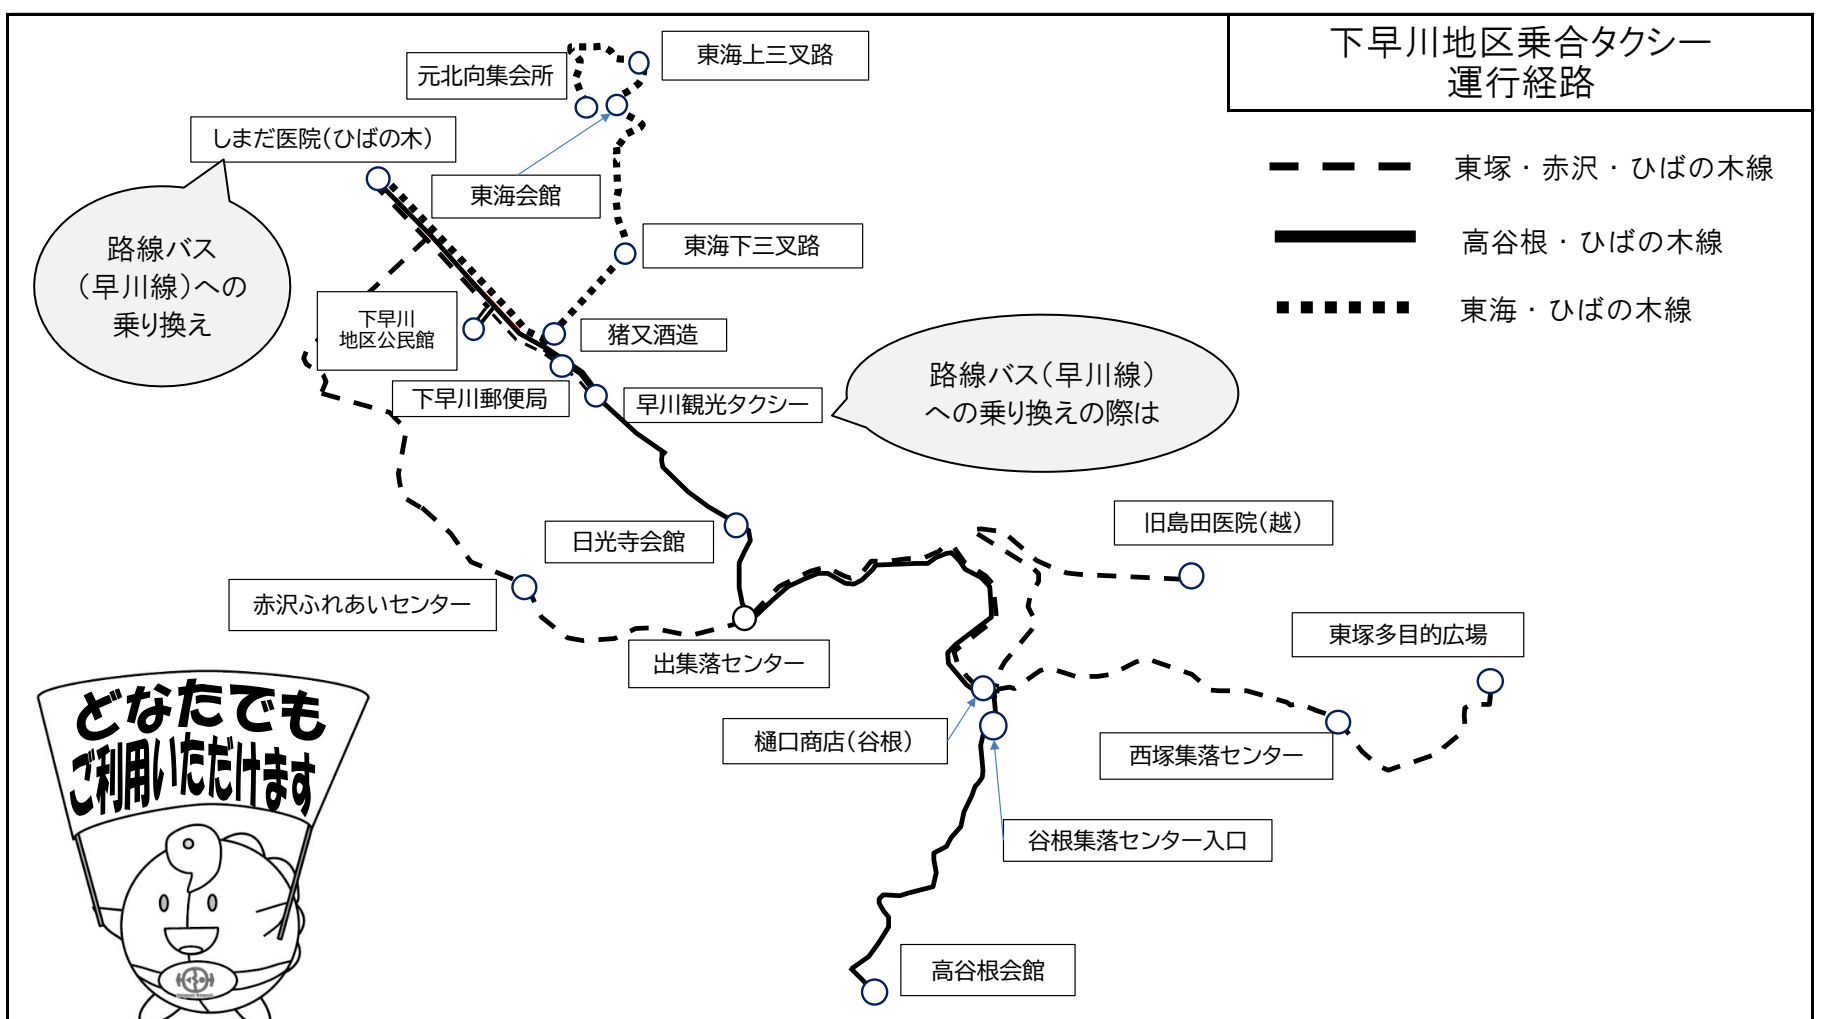 下早川地区乗合タクシー
運行経路
東塚・赤沢・ひばの木線
高谷根・ひばの木線
東海・ひばの木線
東海上三叉路
元北向集会所
しまだ医院(ひばの木)
東海会館
路線バス
(早川線)への
乗り換え
東海下三叉路
下早川
地区公民館
猪又酒造
下早川郵便局
早川観光タクシー
路線バス(早川線)
への乗り換えの際は
日光寺会館
旧島田医院(越)
赤沢ふれあいセンター
出集落センター
東塚多目的広場
樋口商店(谷根)
西塚集落センター
谷根集落センター入口
高谷根会館
どなたでも
ご利用いただけます